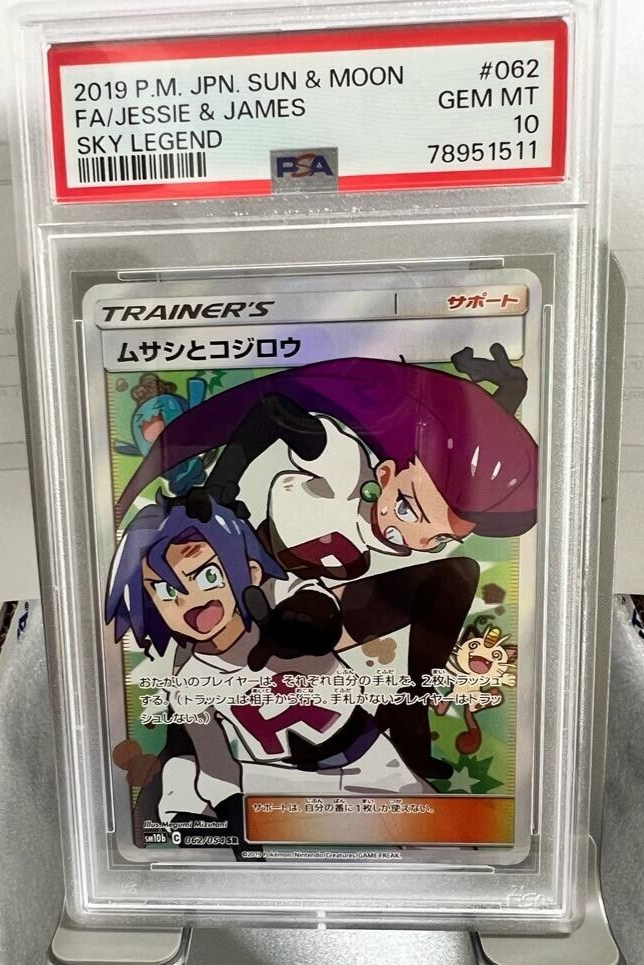 2019 P.M. JPN. SUN & MOON #062
FA/JESSIE & JAMES GEM MT
SKY LEGEND 10
PSA 78951511
TRAINER'S サポート
ムサシとコジロウ
R
おたがいのプレイヤーは、それぞれ自分の手札を、2枚トラッシュ
する。（トラッシュは相手から行う。手札がないプレイヤーはトラッ
シュしない。）
サポートは、自分の番に1枚しか使えない。
Illus. Megumi Mizutani
sm10b C 062/054 SR
©2019 Pokémon/Nintendo/Creatures/GAME FREAK.